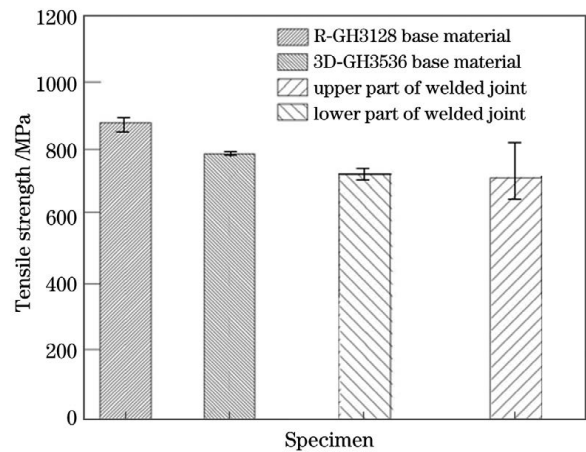 1200
1000
800
600
400
200
0
Tensile strength /MPa
R-GH3128 base material
3D-GH3536 base material
upper part of welded joint
lower part of welded joint
Specimen